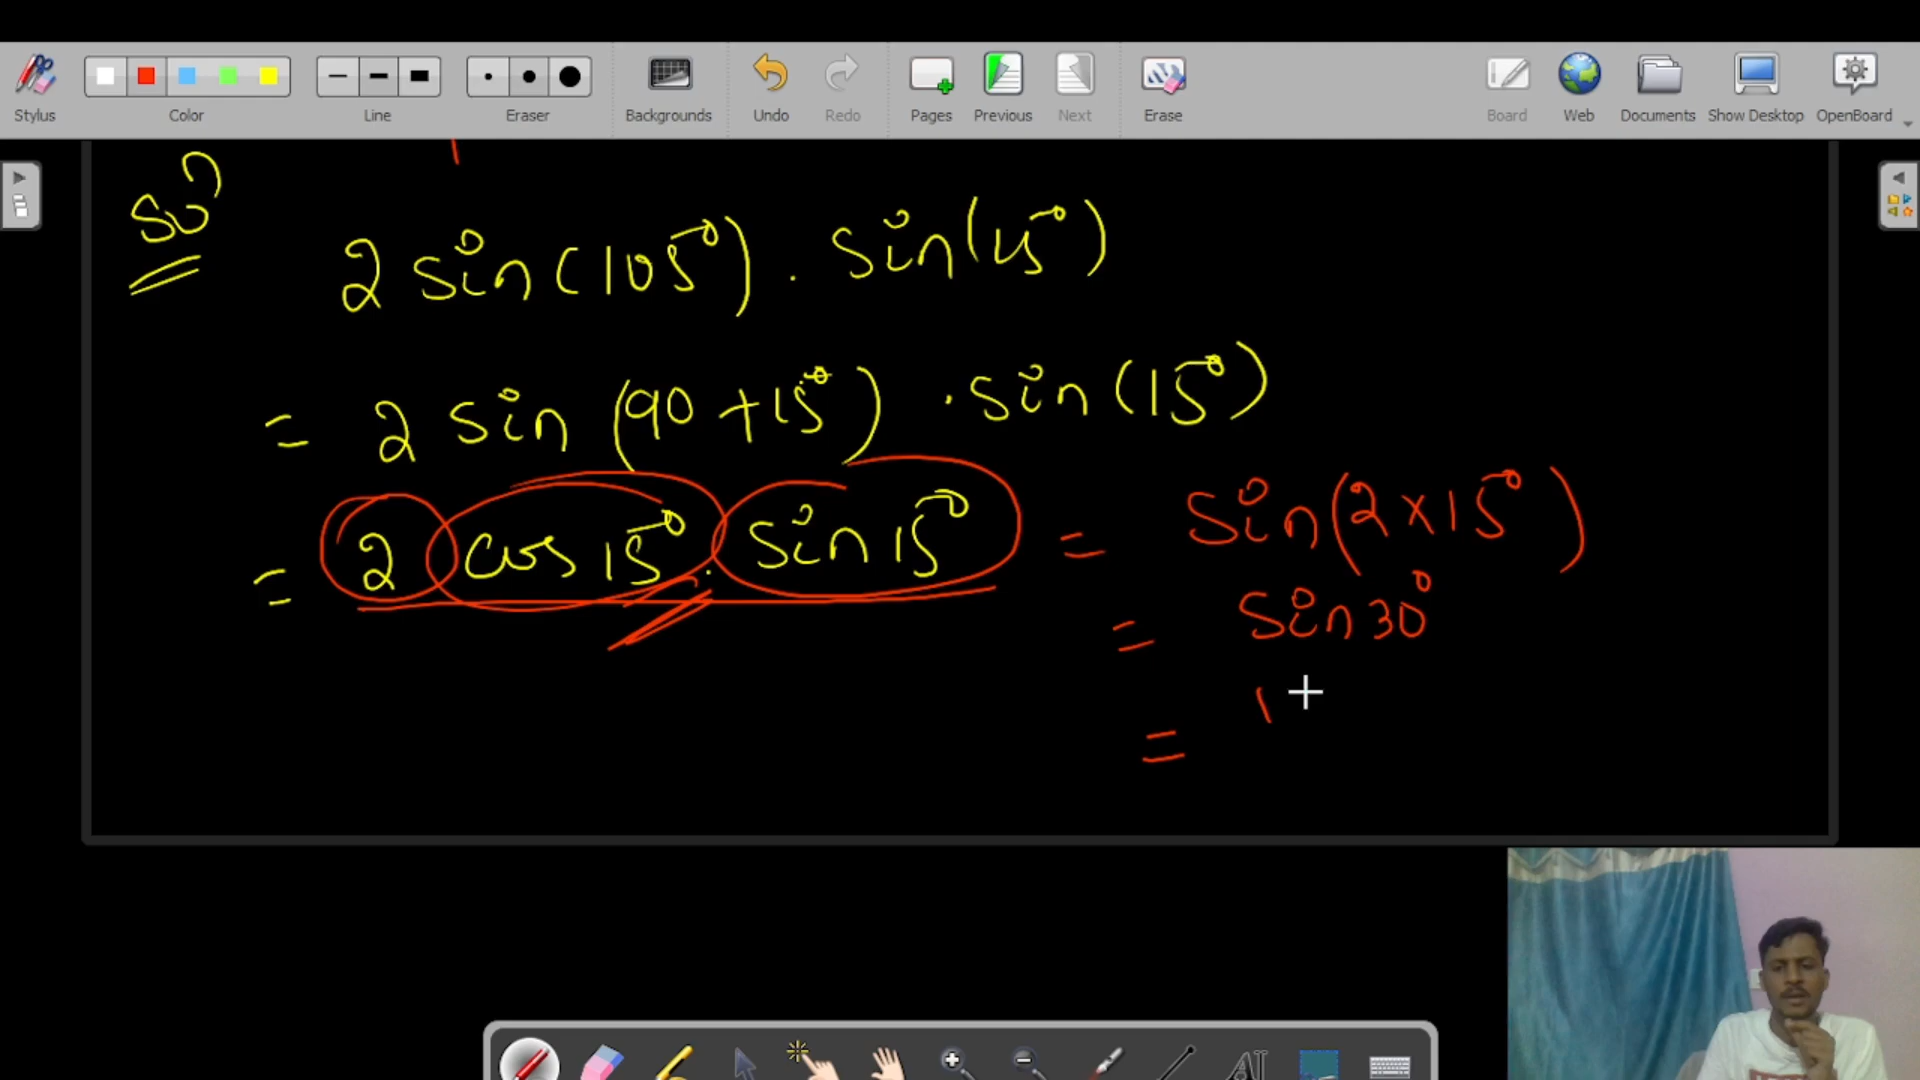 Stylus Color Line Eraser Backgrounds Undo Redo Pages Previous Next Erase Board Web Documents Show Desktop OpenBoard
2 sin(105°) . sin(15°)
= 2 sin (90 + 15°) . sin (15°)
= 2 cos 15° . sin 15° = sin(2 × 15°)
= sin 30°
= 1